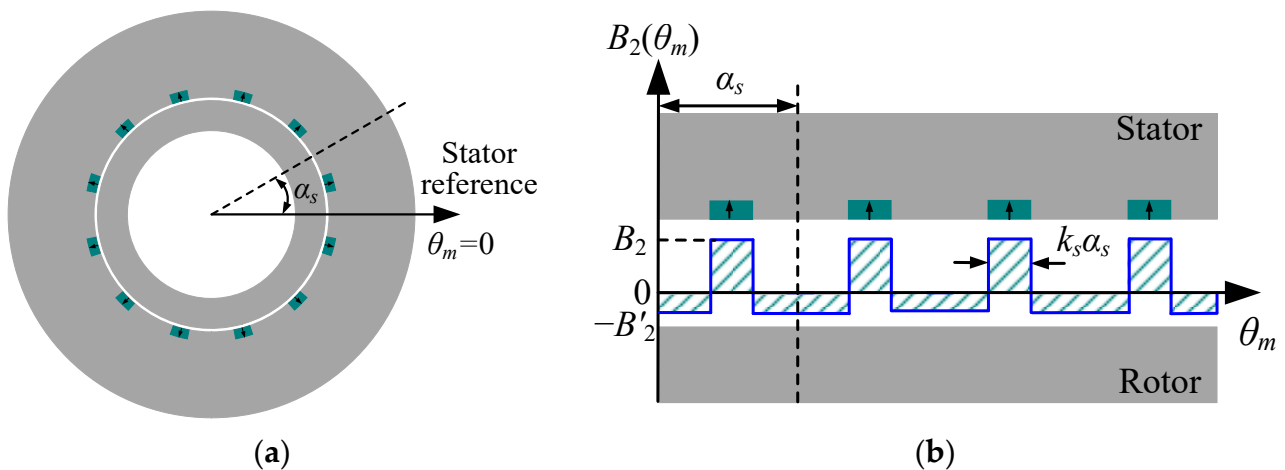 αₛ
Stator
reference
θₘ=0
(a)
B₂(θₘ)
αₛ
Stator
B₂
kₛαₛ
0
−B′₂
θₘ
Rotor
(b)